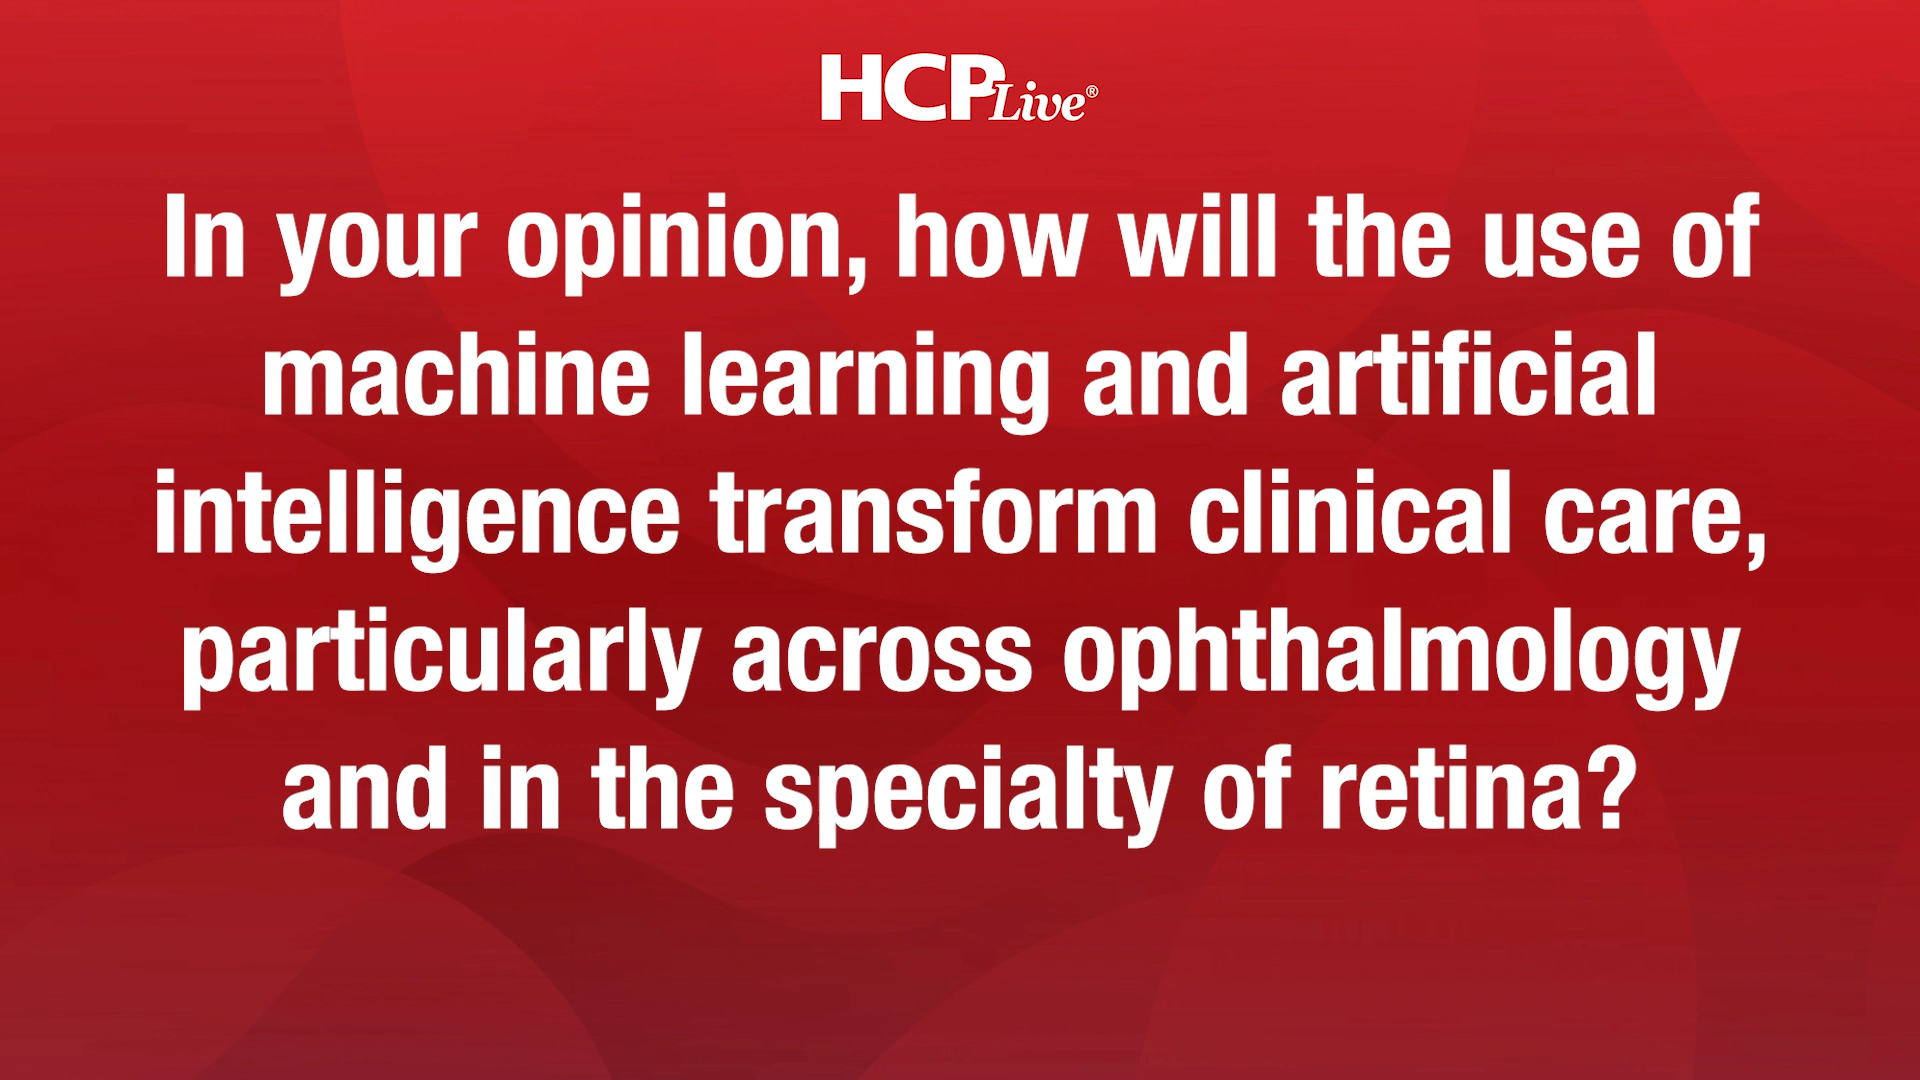 HCPLive®
In your opinion, how will the use of
machine learning and artificial
intelligence transform clinical care,
particularly across ophthalmology
and in the specialty of retina?